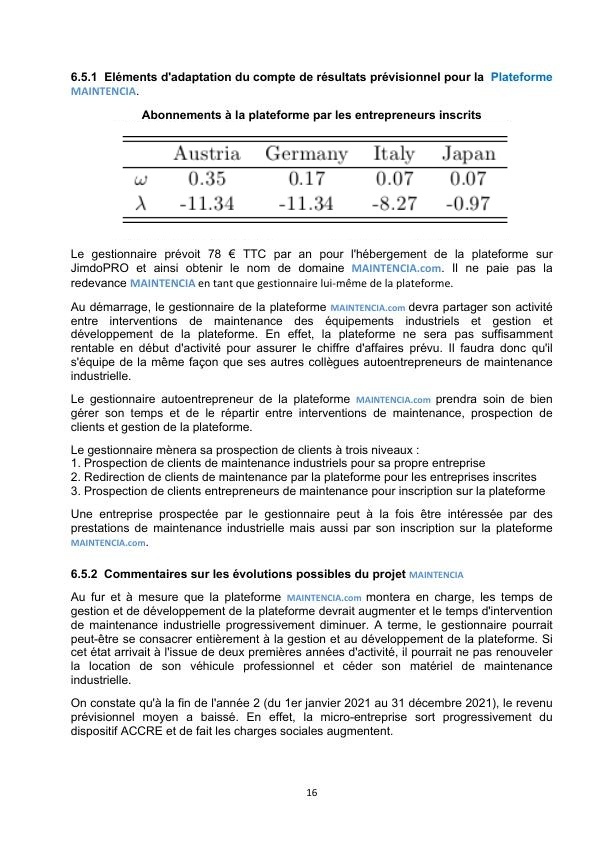 6.5.1 Eléments d'adaptation du compte de résultats prévisionnel pour la Plateforme
MAINTENCIA.
Abonnements à la plateforme par les entrepreneurs inscrits
Austria Germany Italy Japan
ω 0.35 0.17 0.07 0.07
λ -11.34 -11.34 -8.27 -0.97
Le gestionnaire prévoit 78 € TTC par an pour l'hébergement de la plateforme sur
JimdoPRO et ainsi obtenir le nom de domaine MAINTENCIA.com. Il ne paie pas la
redevance MAINTENCIA en tant que gestionnaire lui-même de la plateforme.
Au démarrage, le gestionnaire de la plateforme MAINTENCIA.com devra partager son activité
entre interventions de maintenance des équipements industriels et gestion et
développement de la plateforme. En effet, la plateforme ne sera pas suffisamment
rentable en début d'activité pour assurer le chiffre d'affaires prévu. Il faudra donc qu'il
s'équipe de la même façon que ses autres collègues autoentrepreneurs de maintenance
industrielle.
Le gestionnaire autoentrepreneur de la plateforme MAINTENCIA.com prendra soin de bien
gérer son temps et de le répartir entre interventions de maintenance, prospection de
clients et gestion de la plateforme.
Le gestionnaire mènera sa prospection de clients à trois niveaux :
1. Prospection de clients de maintenance industriels pour sa propre entreprise
2. Redirection de clients de maintenance par la plateforme pour les entreprises inscrites
3. Prospection de clients entrepreneurs de maintenance pour inscription sur la plateforme
Une entreprise prospectée par le gestionnaire peut à la fois être intéressée par des
prestations de maintenance industrielle mais aussi par son inscription sur la plateforme
MAINTENCIA.com.
6.5.2 Commentaires sur les évolutions possibles du projet MAINTENCIA
Au fur et à mesure que la plateforme MAINTENCIA.com montera en charge, les temps de
gestion et de développement de la plateforme devrait augmenter et le temps d'intervention
de maintenance industrielle progressivement diminuer. A terme, le gestionnaire pourrait
peut-être se consacrer entièrement à la gestion et au développement de la plateforme. Si
cet état arrivait à l'issue de deux premières années d'activité, il pourrait ne pas renouveler
la location de son véhicule professionnel et céder son matériel de maintenance
industrielle.
On constate qu'à la fin de l'année 2 (du 1er janvier 2021 au 31 décembre 2021), le revenu
prévisionnel moyen a baissé. En effet, la micro-entreprise sort progressivement du
dispositif ACCRE et de fait les charges sociales augmentent.
16